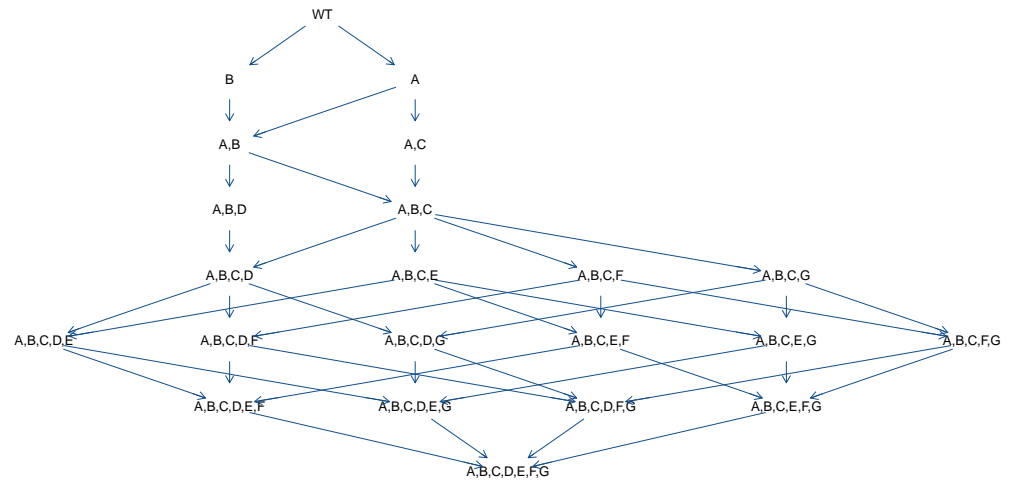 WT
B
A
A,B
A,C
A,B,D
A,B,C
A,B,C,D
A,B,C,E
A,B,C,F
A,B,C,G
A,B,C,D,E
A,B,C,D,F
A,B,C,D,G
A,B,C,E,F
A,B,C,E,G
A,B,C,F,G
A,B,C,D,E,F
A,B,C,D,E,G
A,B,C,D,F,G
A,B,C,E,F,G
A,B,C,D,E,F,G